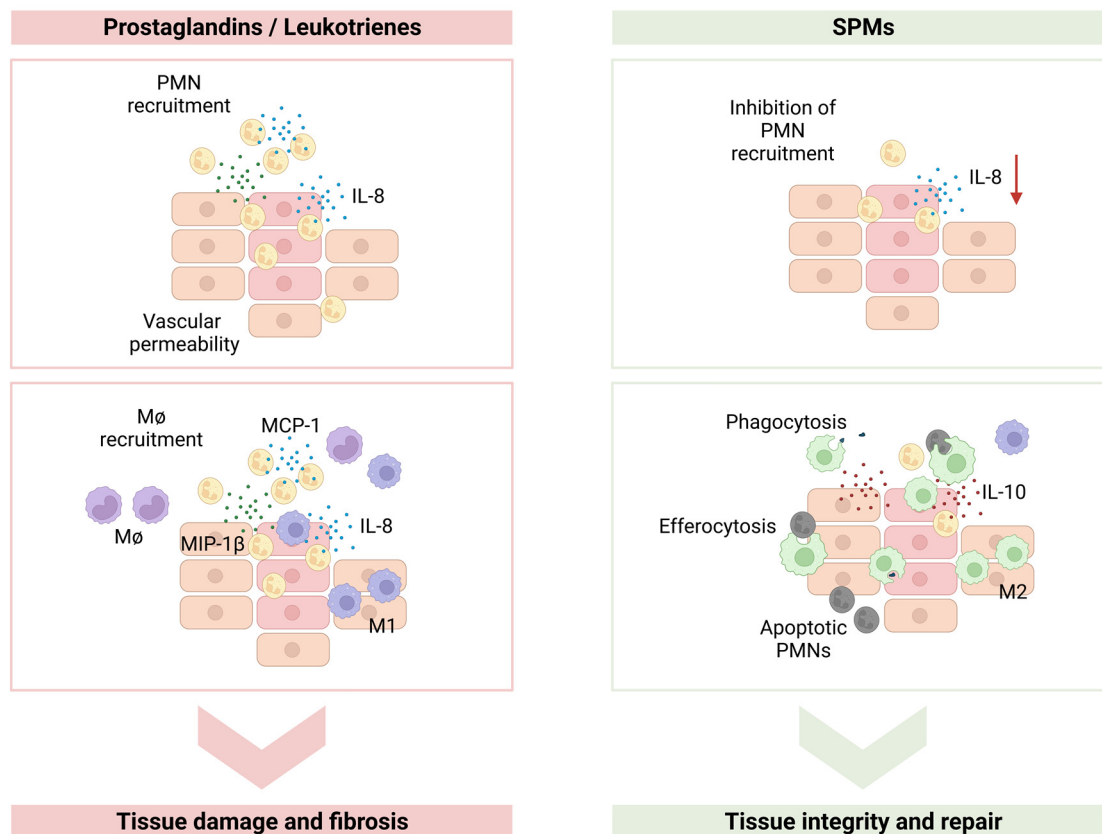 Prostaglandins / Leukotrienes
PMN
recruitment
IL-8
Vascular
permeability
Mø
recruitment
MCP-1
Mø
MIP-1β
IL-8
M1
Tissue damage and fibrosis
SPMs
Inhibition of
PMN
recruitment
IL-8
Phagocytosis
IL-10
Efferocytosis
M2
Apoptotic
PMNs
Tissue integrity and repair